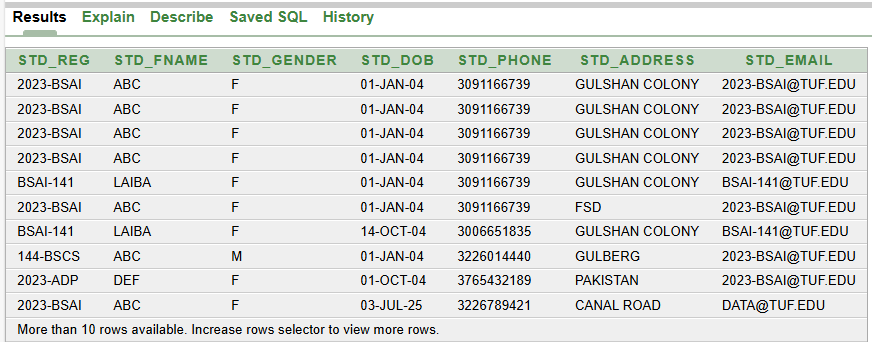 Results Explain Describe Saved SQL History
STD_REG STD_FNAME STD_GENDER STD_DOB STD_PHONE STD_ADDRESS STD_EMAIL
2023-BSAI ABC F 01-JAN-04 3091166739 GULSHAN COLONY 2023-BSAI@TUF.EDU
2023-BSAI ABC F 01-JAN-04 3091166739 GULSHAN COLONY 2023-BSAI@TUF.EDU
2023-BSAI ABC F 01-JAN-04 3091166739 GULSHAN COLONY 2023-BSAI@TUF.EDU
2023-BSAI ABC F 01-JAN-04 3091166739 GULSHAN COLONY 2023-BSAI@TUF.EDU
BSAI-141 LAIBA F 01-JAN-04 3091166739 GULSHAN COLONY BSAI-141@TUF.EDU
2023-BSAI ABC F 01-JAN-04 3091166739 FSD 2023-BSAI@TUF.EDU
BSAI-141 LAIBA F 14-OCT-04 3006651835 GULSHAN COLONY BSAI-141@TUF.EDU
144-BSCS ABC M 01-JAN-04 3226014440 GULBERG 2023-BSAI@TUF.EDU
2023-ADP DEF F 01-OCT-04 3765432189 PAKISTAN 2023-BSAI@TUF.EDU
2023-BSAI ABC F 03-JUL-25 3226789421 CANAL ROAD DATA@TUF.EDU
More than 10 rows available. Increase rows selector to view more rows.